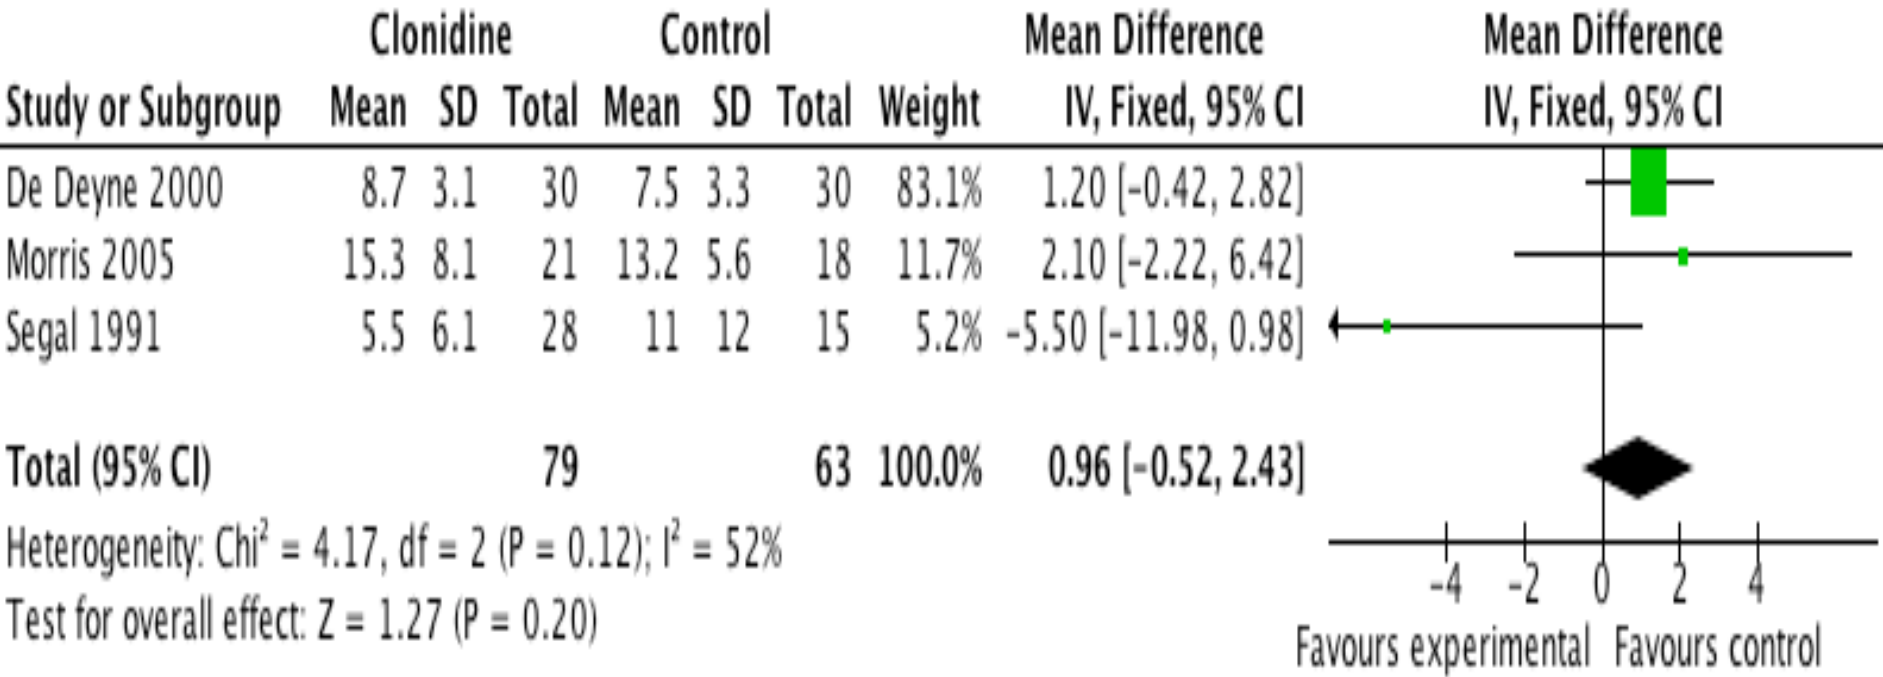 Clonidine Control Mean Difference Mean Difference
Study or Subgroup Mean SD Total Mean SD Total Weight IV, Fixed, 95% CI IV, Fixed, 95% CI
De Deyne 2000 8.7 3.1 30 7.5 3.3 30 83.1% 1.20 [−0.42, 2.82]
Morris 2005 15.3 8.1 21 13.2 5.6 18 11.7% 2.10 [−2.22, 6.42]
Segal 1991 5.5 6.1 28 11 12 15 5.2% −5.50 [−11.98, 0.98]
Total (95% CI) 79 63 100.0% 0.96 [−0.52, 2.43]
Heterogeneity: Chi² = 4.17, df = 2 (P = 0.12); I² = 52%
Test for overall effect: Z = 1.27 (P = 0.20)
−4 −2 0 2 4
Favours experimental Favours control